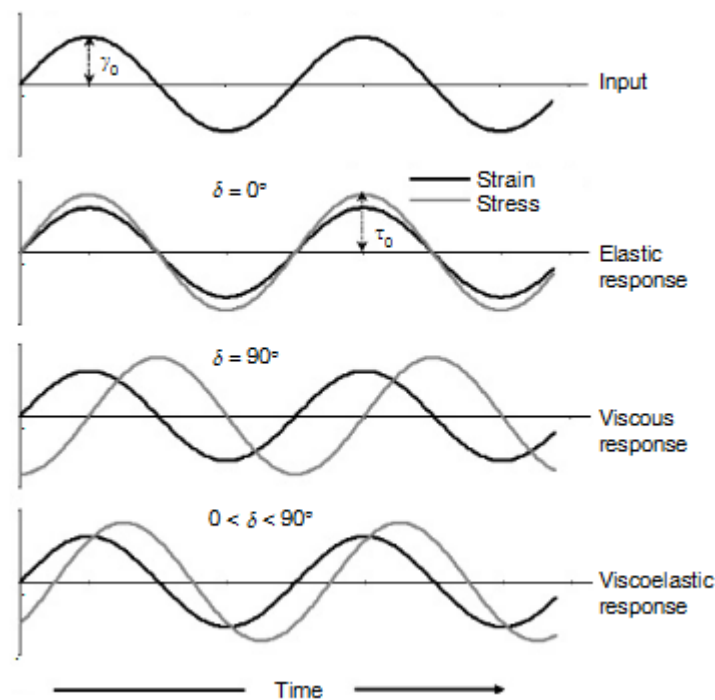 γ₀
Input
δ = 0°
Strain
Stress
τ₀
Elastic
response
δ = 90°
Viscous
response
0 < δ < 90°
Viscoelastic
response
Time